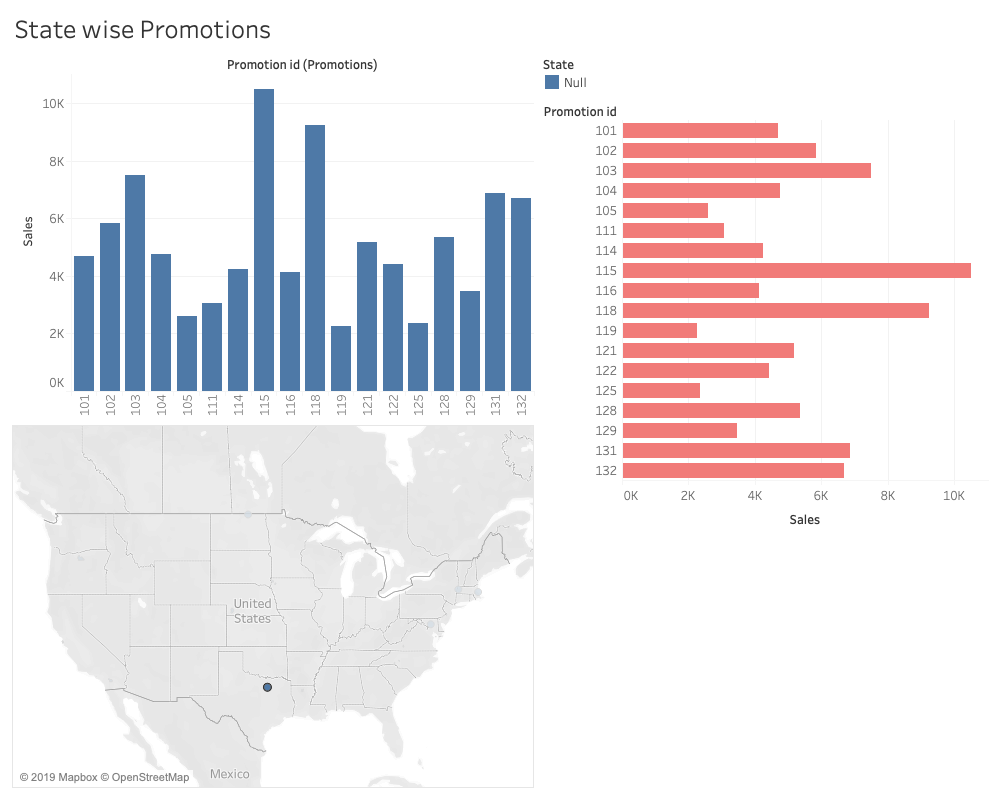 State wise Promotions
Promotion id (Promotions)
Sales
10K
8K
6K
4K
2K
0K
101
102
103
104
105
111
114
115
116
118
119
121
122
125
128
129
131
132
State
Null
Promotion id
101
102
103
104
105
111
114
115
116
118
119
121
122
125
128
129
131
132
0K
2K
4K
6K
8K
10K
Sales
United
States
Mexico
© 2019 Mapbox © OpenStreetMap